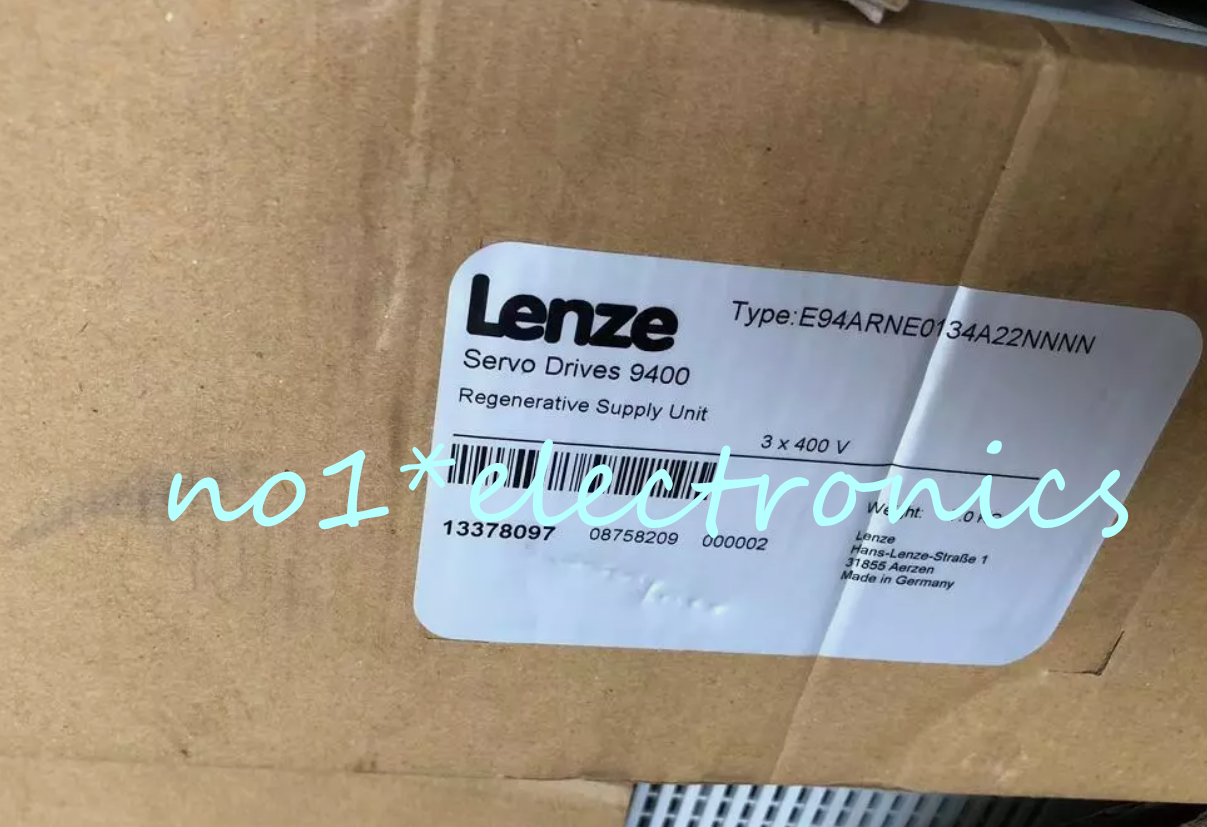 Lenze
Type:E94ARNE0134A22NNNN
Servo Drives 9400
Regenerative Supply Unit
3 x 400 V
no1*electronics
Weight:
13378097 08758209 000002
Lenze
Hans-Lenze-Straße 1
31855 Aerzen
Made in Germany